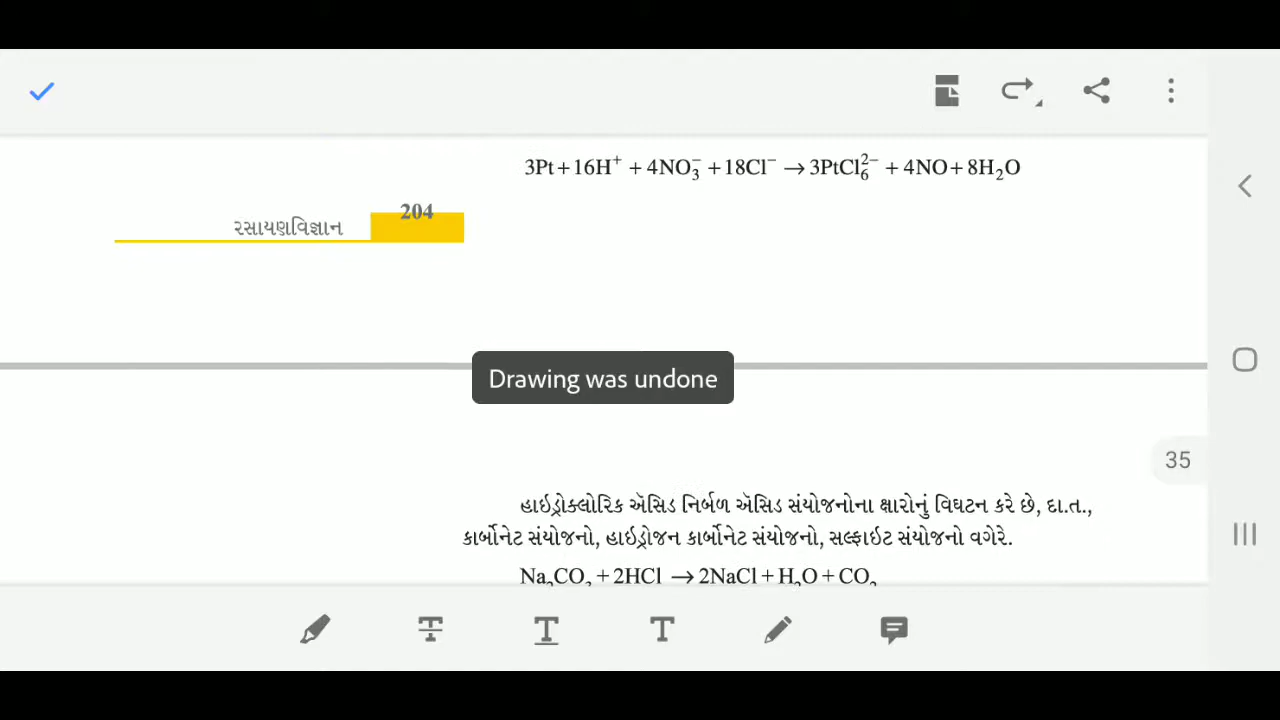 3Pt+16H⁺ + 4NO₃⁻ +18Cl⁻ → 3PtCl₆²⁻ + 4NO + 8H₂O
204
રસાયણવિજ્ઞાન
Drawing was undone
35
હાઇડ્રોક્લોરિક ઍસિડ નિર્બળ ઍસિડ સંયોજનોના ક્ષારોનું વિઘટન કરે છે, દા.ત.,
કાર્બોનેટ સંયોજનો, હાઇડ્રોજન કાર્બોનેટ સંયોજનો, સલ્ફાઇટ સંયોજનો વગેરે.
Na₂CO₃ + 2HCl → 2NaCl + H₂O + CO₂